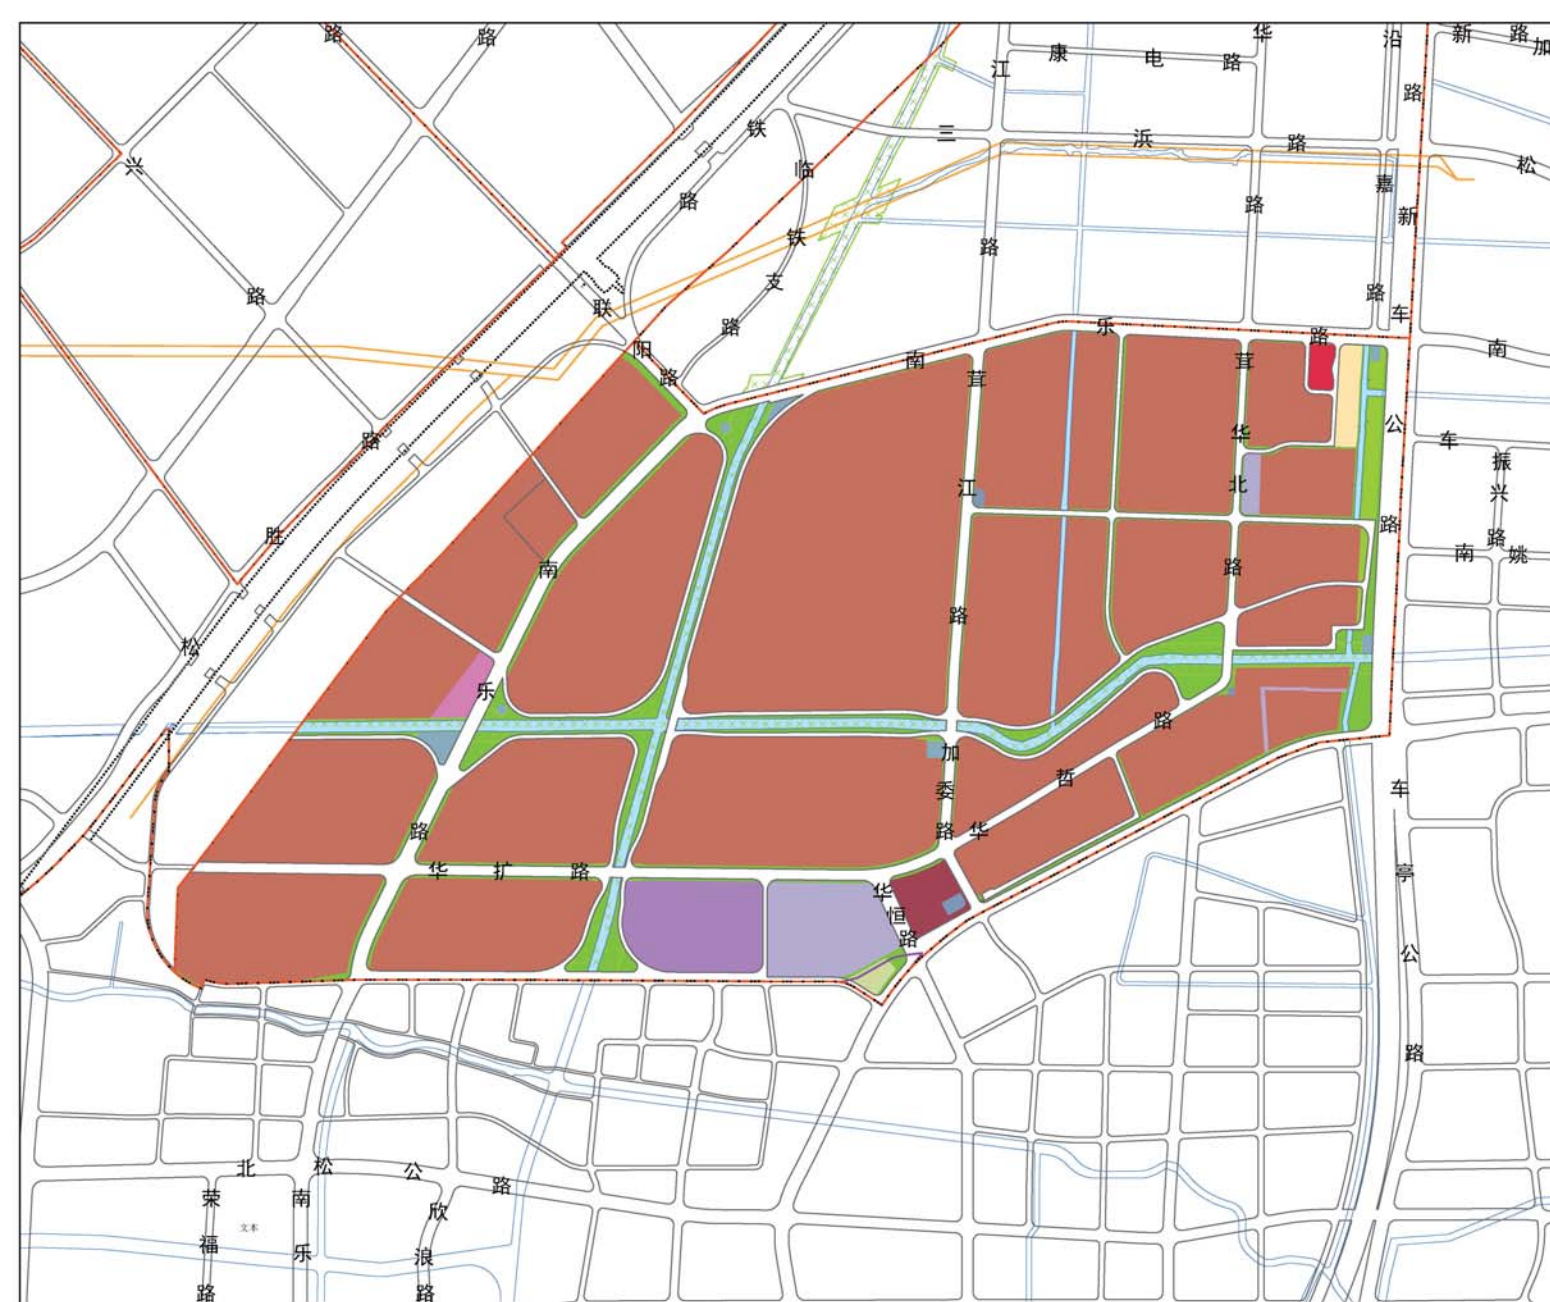 路
路
康电路
华
沿
新路
加
江
路
铁路
三浜路
松
兴
临
铁
支
路
嘉
新
路
路
路
车
路
联
阳
路
南
乐
路
南
茸
江
路
茸
华
北
路
公
路
车
振
兴
路
南
姚
路
胜
松
南
乐
路
路
哲
华
加
委
路
车
亭
公
路
华扩路
华
恒
路
北松公路
荣
福
路
南
乐
文本
欣
浪
路